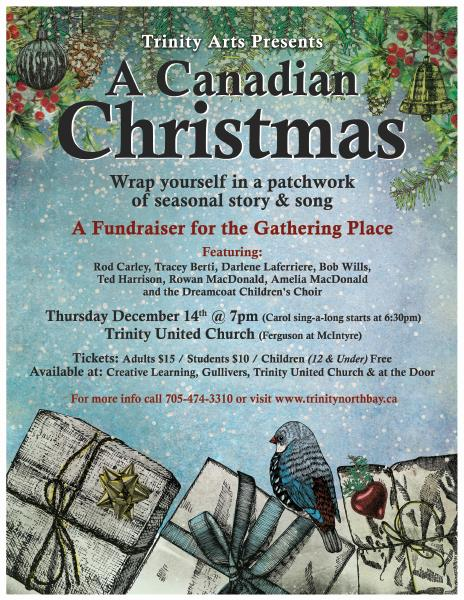 Trinity Arts Presents
A Canadian
Christmas
Wrap yourself in a patchwork
of seasonal story & song
A Fundraiser for the Gathering Place
Featuring:
Rod Carley, Tracey Berti, Darlene Laferriere, Bob Wills,
Ted Harrison, Rowan MacDonald, Amelia MacDonald
and the Dreamcoat Children's Choir
Thursday December 14th @ 7pm (Carol sing-a-long starts at 6:30pm)
Trinity United Church (Ferguson at McIntyre)
Tickets: Adults $15 / Students $10 / Children (12 & Under) Free
Available at: Creative Learning, Gullivers, Trinity United Church & at the Door
For more info call 705-474-3310 or visit www.trinitynorthbay.ca